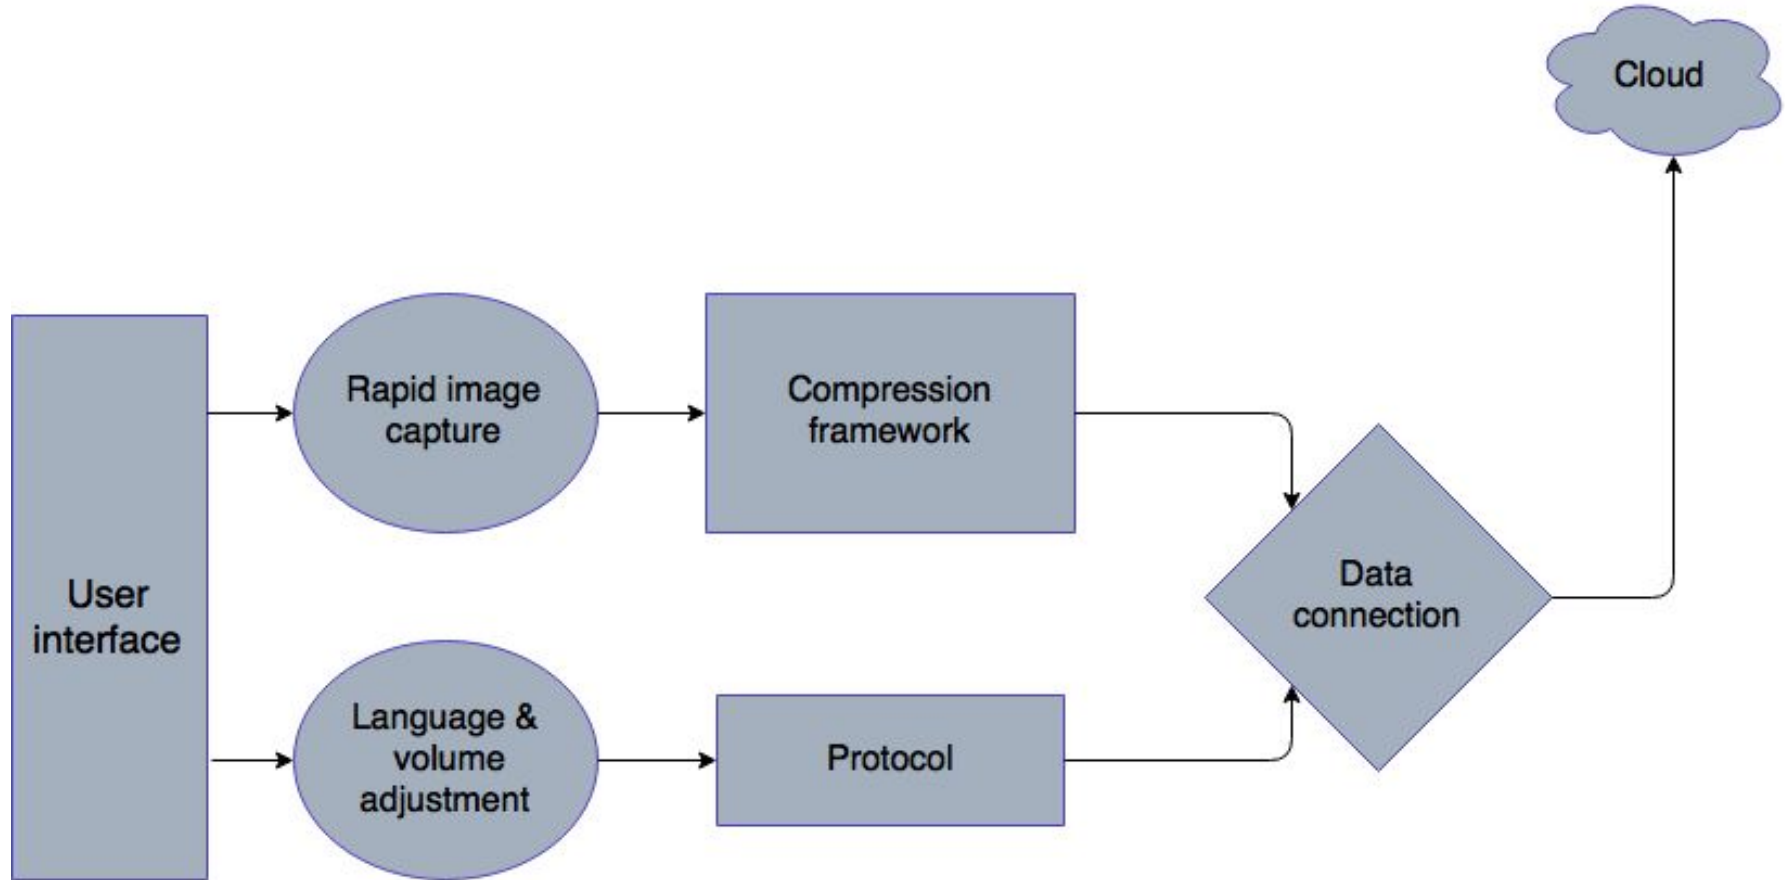 Cloud
Rapid image
capture
Compression
framework
User
interface
Data
connection
Language &
volume
adjustment
Protocol